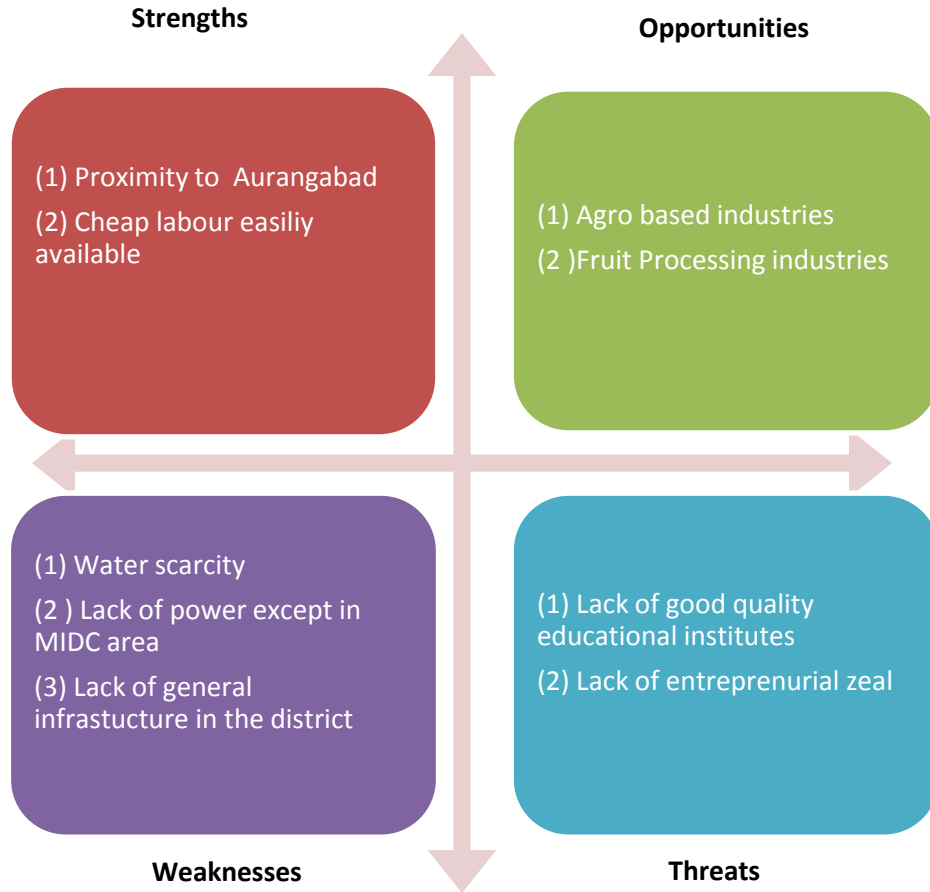 Strengths
(1) Proximity to  Aurangabad
(2) Cheap labour easiliy
available
Opportunities
(1) Agro based industries
(2 )Fruit Processing industries
(1) Water scarcity
(2 ) Lack of power except in
MIDC area
(3) Lack of general
infrastucture in the district
Weaknesses
(1) Lack of good quality
educational institutes
(2) Lack of entreprenurial zeal
Threats